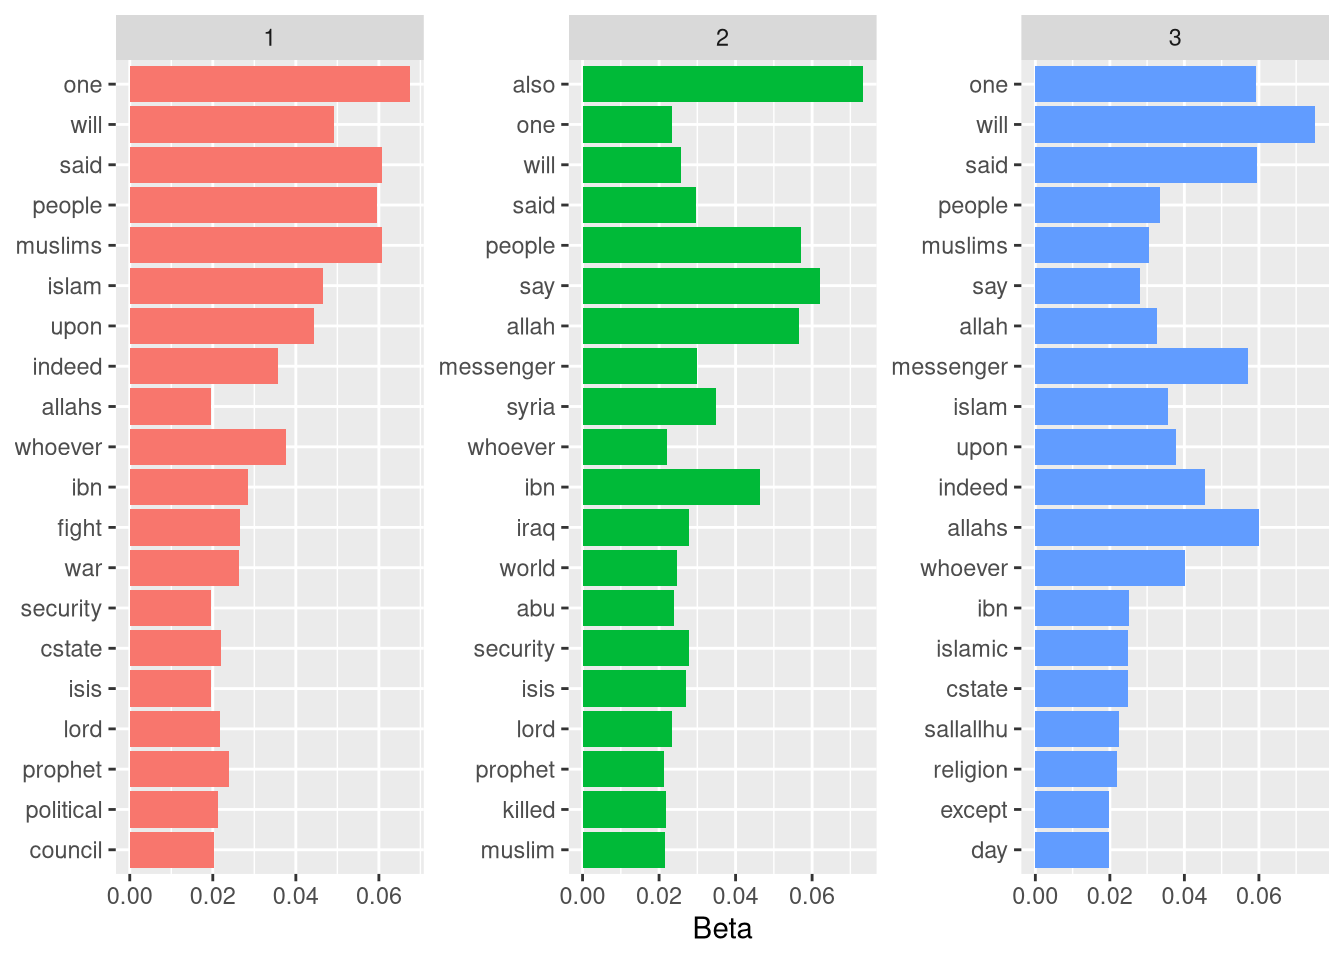 1
one
will
said
people
muslims
islam
upon
indeed
allahs
whoever
ibn
fight
war
security
cstate
isis
lord
prophet
political
council
0.00 0.02 0.04 0.06
2
also
one
will
said
people
say
allah
messenger
syria
whoever
ibn
iraq
world
abu
security
isis
lord
prophet
killed
muslim
0.00 0.02 0.04 0.06
3
one
will
said
people
muslims
say
allah
messenger
islam
upon
indeed
allahs
whoever
ibn
islamic
cstate
sallallhu
religion
except
day
0.00 0.02 0.04 0.06
Beta